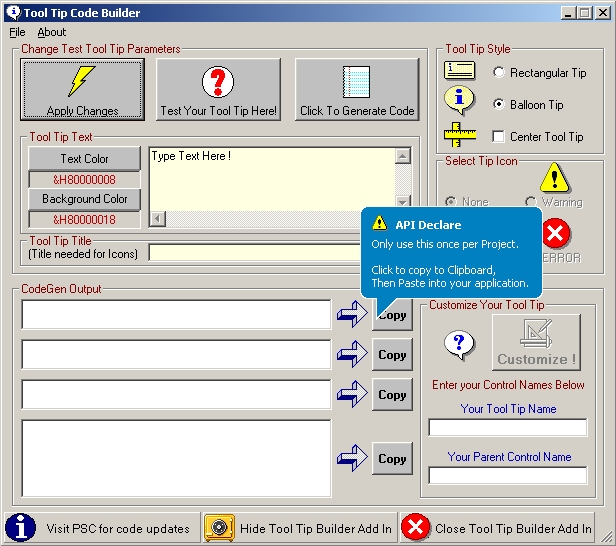 Tool Tip Code Builder
File About
Change Test Tool Tip Parameters
Apply Changes
Test Your Tool Tip Here!
Click To Generate Code
Tool Tip Style
Rectangular Tip
Balloon Tip
Center Tool Tip
Tool Tip Text
Text Color
&H80000008
Background Color
&H80000018
Type Text Here !
Select Tip Icon
None
Warning
ERROR
Tool Tip Title
(Title needed for Icons)
API Declare
Only use this once per Project.
Click to copy to Clipboard,
Then Paste into your application.
CodeGen Output
Copy
Copy
Copy
Copy
Customize Your Tool Tip
Customize !
Enter your Control Names Below
Your Tool Tip Name
Your Parent Control Name
Visit PSC for code updates
Hide Tool Tip Builder Add In
Close Tool Tip Builder Add In